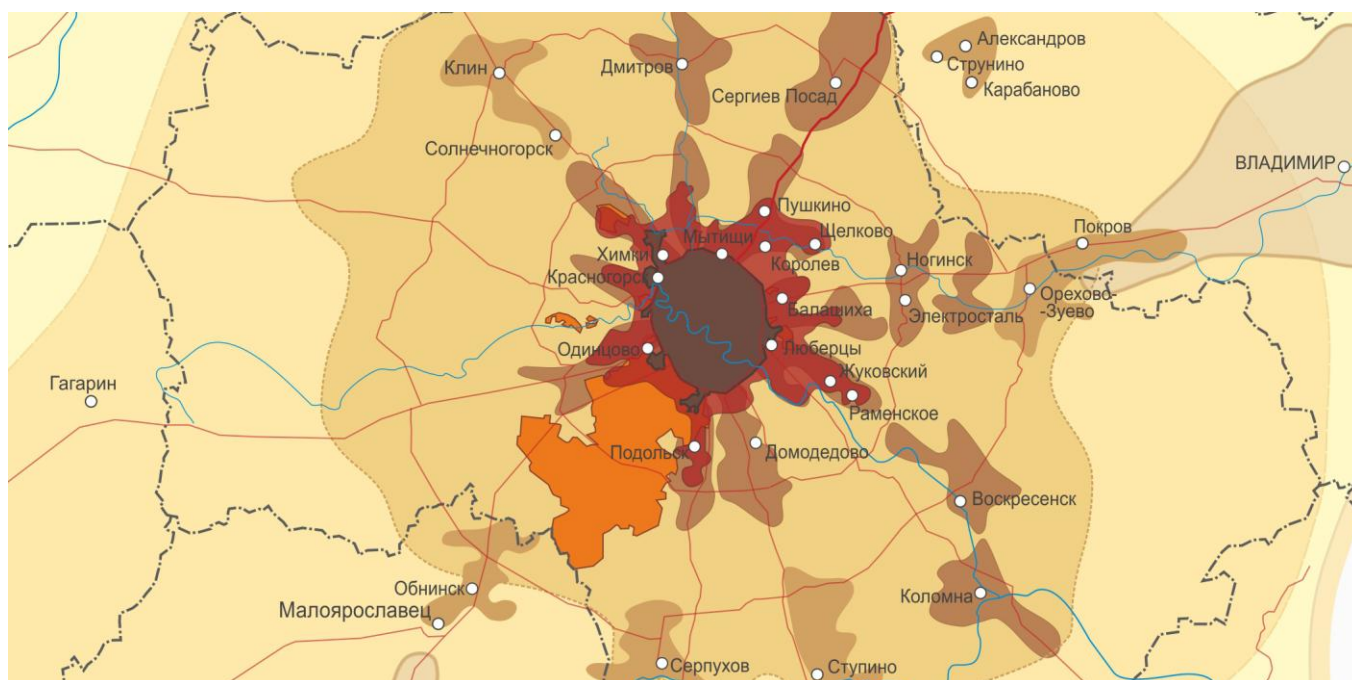 Александров
Клин
Дмитров
Струнино
Карабаново
Сергиев Посад
Солнечногорск
ВЛАДИМИР
Пушкино
Покров
Щелково
Мытищи
Химки
Королев
Ногинск
Красногорск
Орехово-
-Зуево
Балашиха
Электросталь
Одинцово
Люберцы
Гагарин
Жуковский
Раменское
Подольск
Домодедово
Воскресенск
Обнинск
Коломна
Малоярославец
Серпухов
Ступино